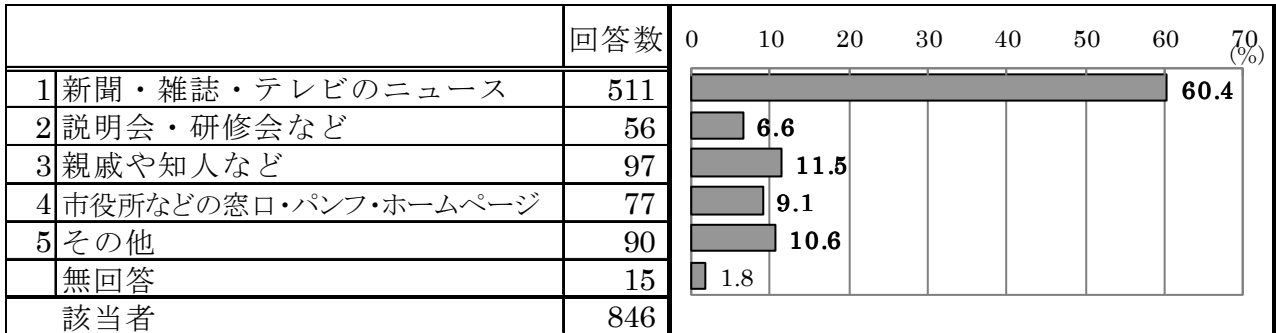 回答数
0 10 20 30 40 50 60 70
(%)
1 新聞・雑誌・テレビのニュース 511 60.4
2 説明会・研修会など 56 6.6
3 親戚や知人など 97 11.5
4 市役所などの窓口・パンフ・ホームページ 77 9.1
5 その他 90 10.6
無回答 15 1.8
該当者 846